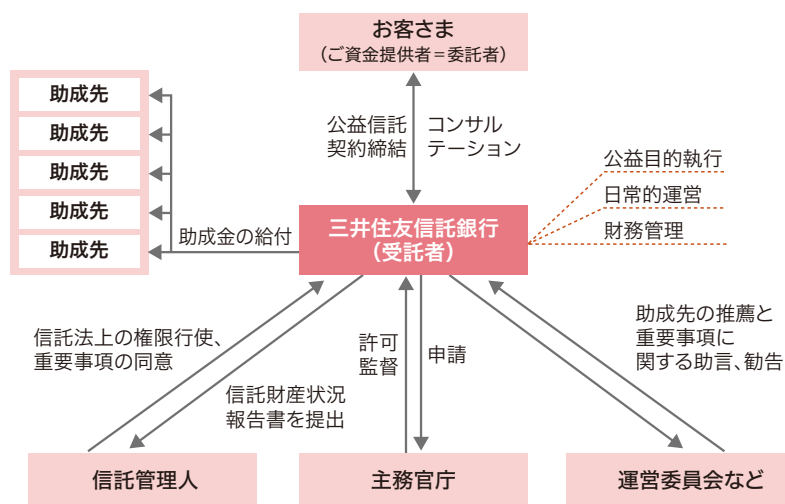 お客さま
（ご資金提供者＝委託者）
助成先
助成先
助成先
助成先
助成先
公益信託
契約締結
コンサル
テーション
公益目的執行
日常的運営
財務管理
助成金の給付
三井住友信託銀行
（受託者）
信託法上の権限行使、
重要事項の同意
信託財産状況
報告書を提出
許可
監督
申請
助成先の推薦と
重要事項に
関する助言、勧告
信託管理人
主務官庁
運営委員会など